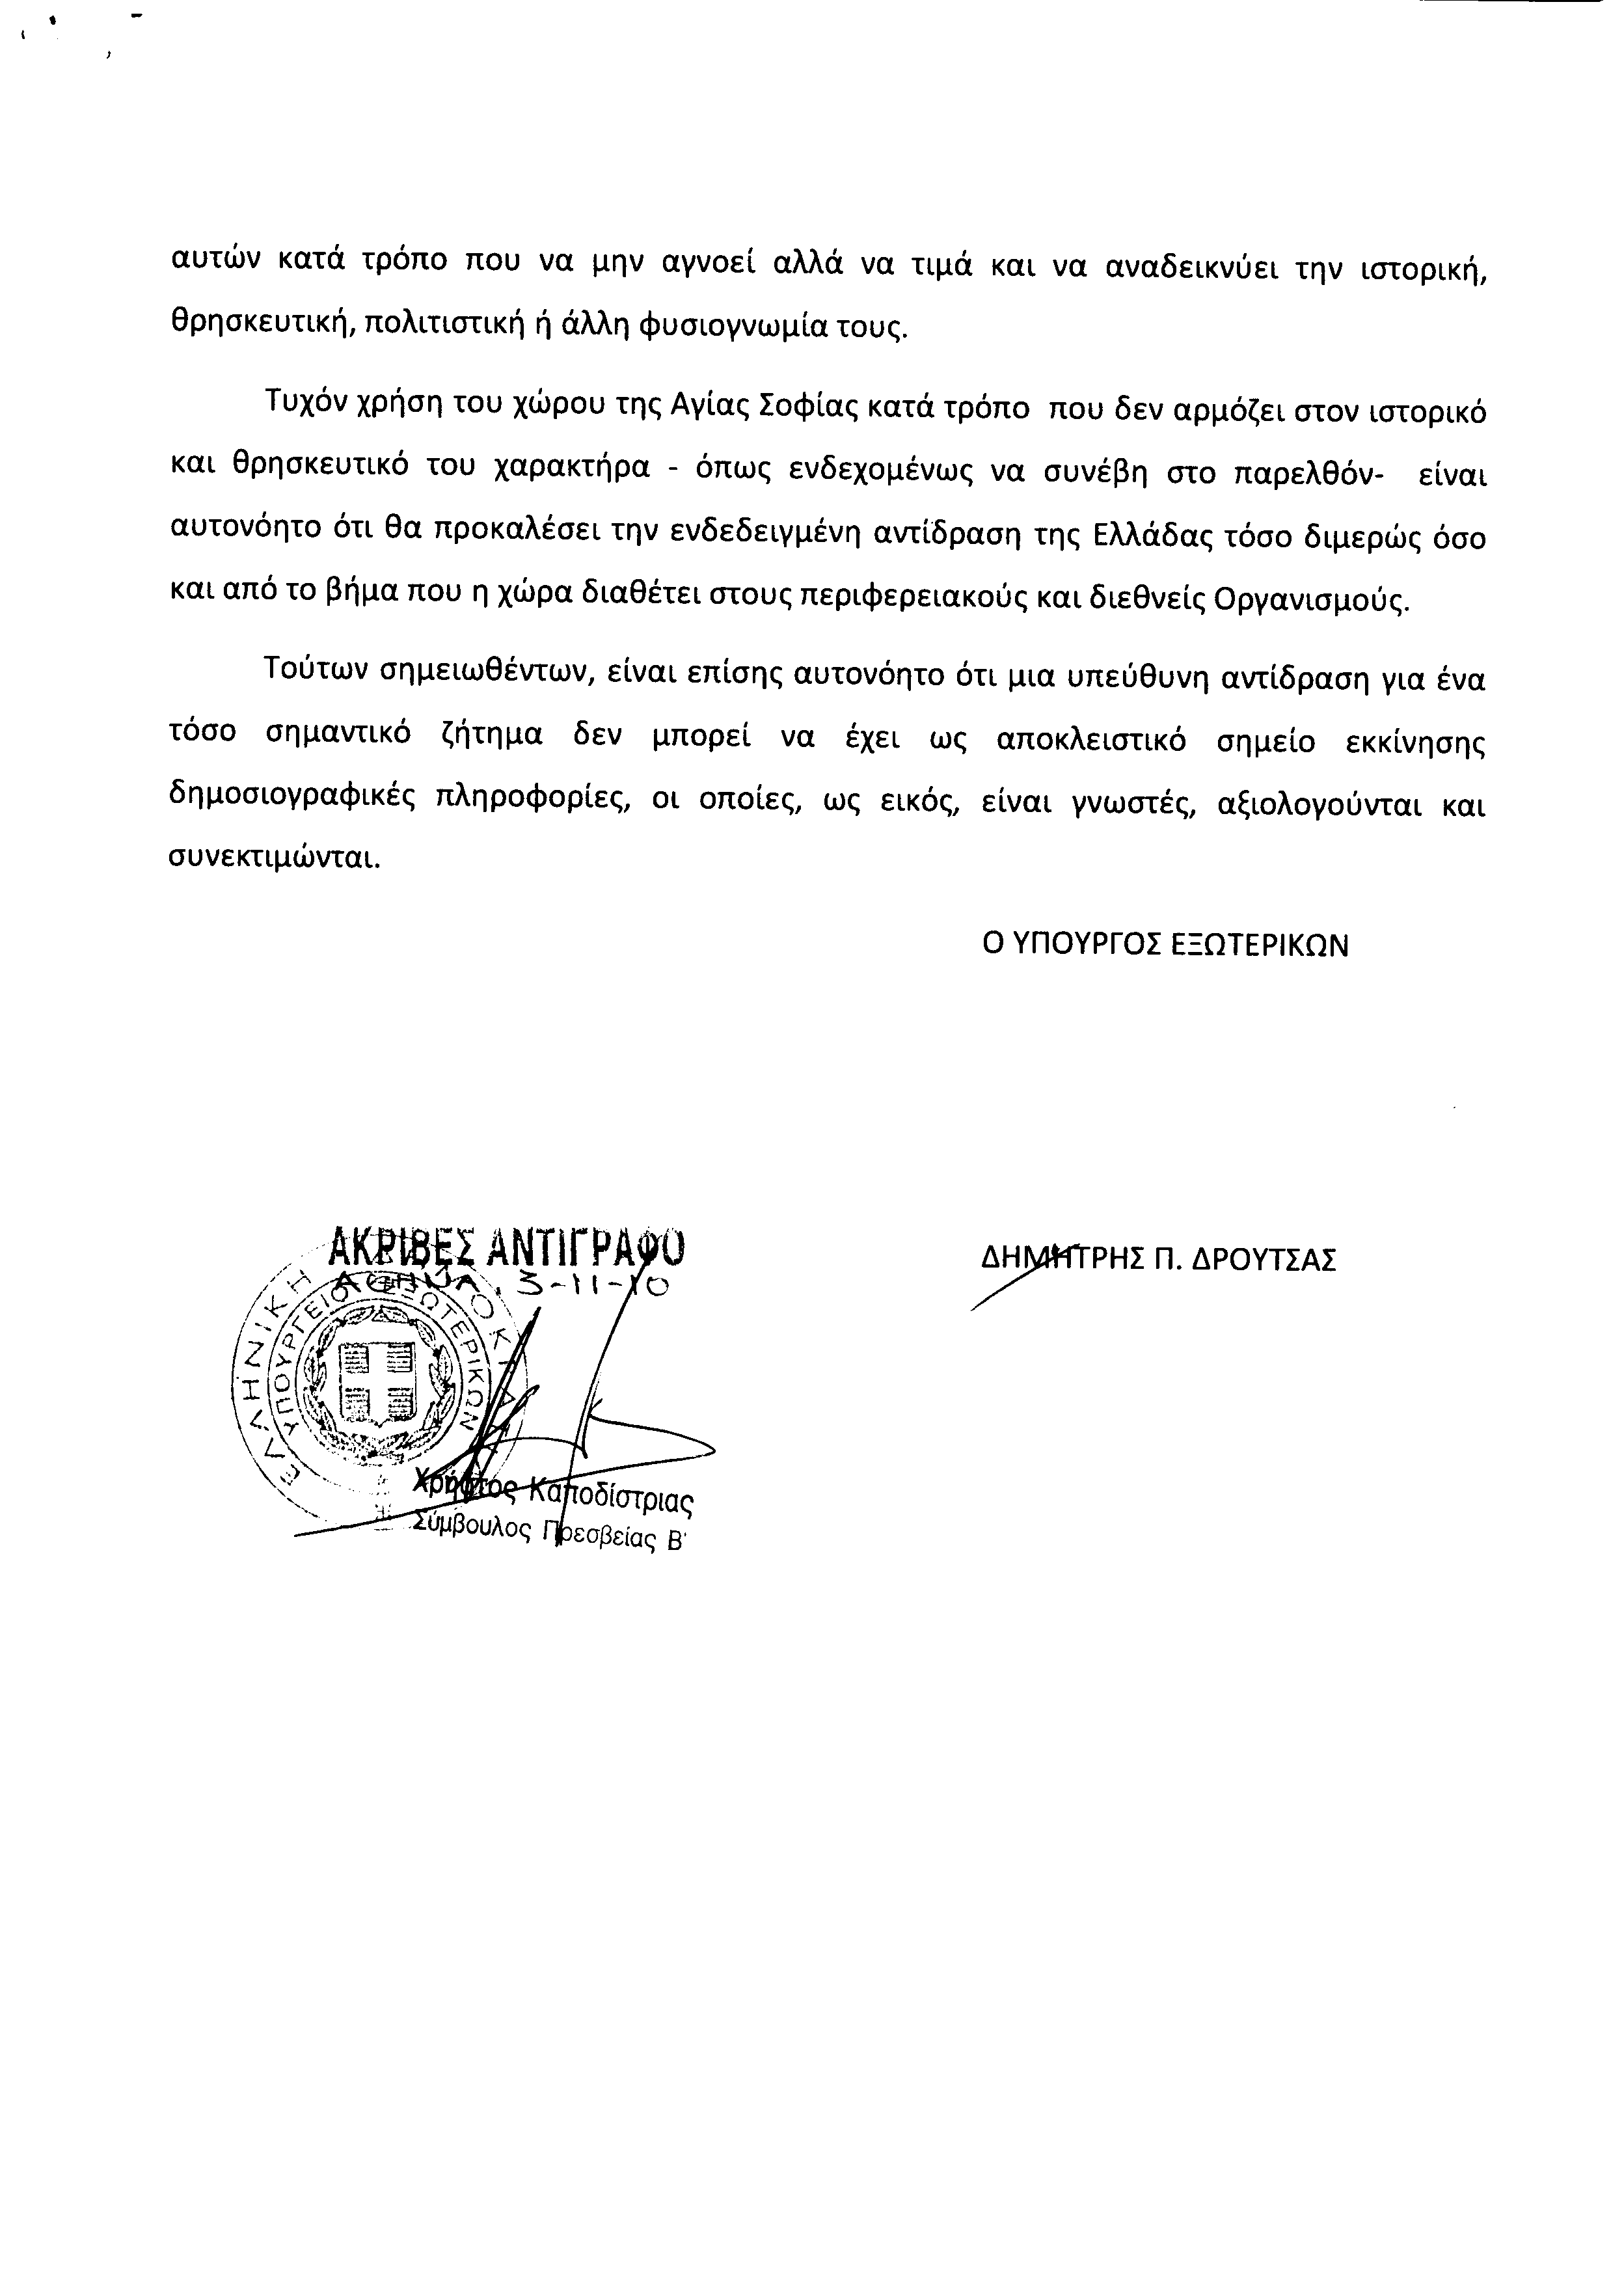 αυτών κατά τρόπο που να μην αγνοεί αλλά να τιμά και να αναδεικνύει την ιστορική,
θρησκευτική, πολιτιστική ή άλλη φυσιογνωμία τους.
Τυχόν χρήση του χώρου της Αγίας Σοφίας κατά τρόπο που δεν αρμόζει στον ιστορικό
και θρησκευτικό του χαρακτήρα - όπως ενδεχομένως να συνέβη στο παρελθόν- είναι
αυτονόητο ότι θα προκαλέσει την ενδεδειγμένη αντίδραση της Ελλάδας τόσο διμερώς όσο
και από το βήμα που η χώρα διαθέτει στους περιφερειακούς και διεθνείς Οργανισμούς.
Τούτων σημειωθέντων, είναι επίσης αυτονόητο ότι μια υπεύθυνη αντίδραση για ένα
τόσο σημαντικό ζήτημα δεν μπορεί να έχει ως αποκλειστικό σημείο εκκίνησης
δημοσιογραφικές πληροφορίες, οι οποίες, ως εικός, είναι γνωστές, αξιολογούνται και
συνεκτιμώνται.
Ο ΥΠΟΥΡΓΟΣ ΕΞΩΤΕΡΙΚΩΝ
ΔΗΜΗΤΡΗΣ Π. ΔΡΟΥΤΣΑΣ
ΑΚΡΙΒΕΣ ΑΝΤΙΓΡΑΦΟ
ΑΘΗΝΑ, 3-11-10
ΕΛΛΗΝΙΚΗ
ΥΠΟΥΡΓΕΙΟ ΕΞΩΤΕΡΙΚΩΝ
Χρήστος Καποδίστριας
Σύμβουλος Πρεσβείας Β'